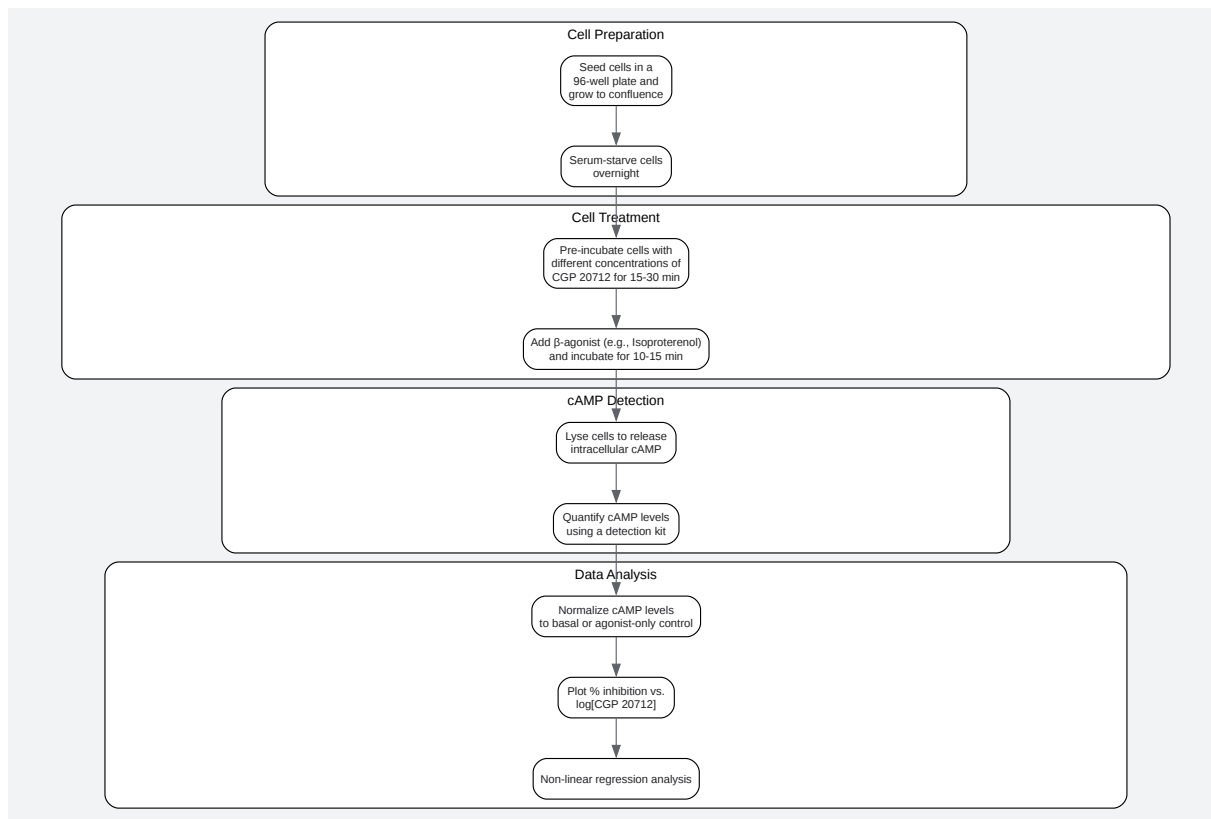 Cell Preparation
Seed cells in a
96-well plate and
grow to confluence
Serum-starve cells
overnight
Cell Treatment
Pre-incubate cells with
different concentrations of
CGP 20712 for 15-30 min
Add β-agonist (e.g., Isoproterenol)
and incubate for 10-15 min
cAMP Detection
Lyse cells to release
intracellular cAMP
Quantify cAMP levels
using a detection kit
Data Analysis
Normalize cAMP levels
to basal or agonist-only control
Plot % inhibition vs.
log[CGP 20712]
Non-linear regression analysis